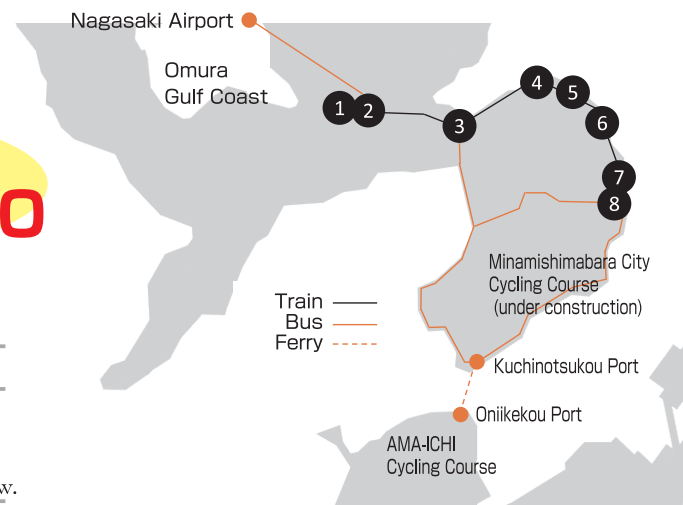 Nagasaki Airport
Omura
Gulf Coast
1
2
3
4
5
6
7
8
O
Minamishimabara City
Cycling Course
(under construction)
Train
Bus
Ferry
Kuchinotsukou Port
Oniikekou Port
AMA-ICHI
Cycling Course
w.